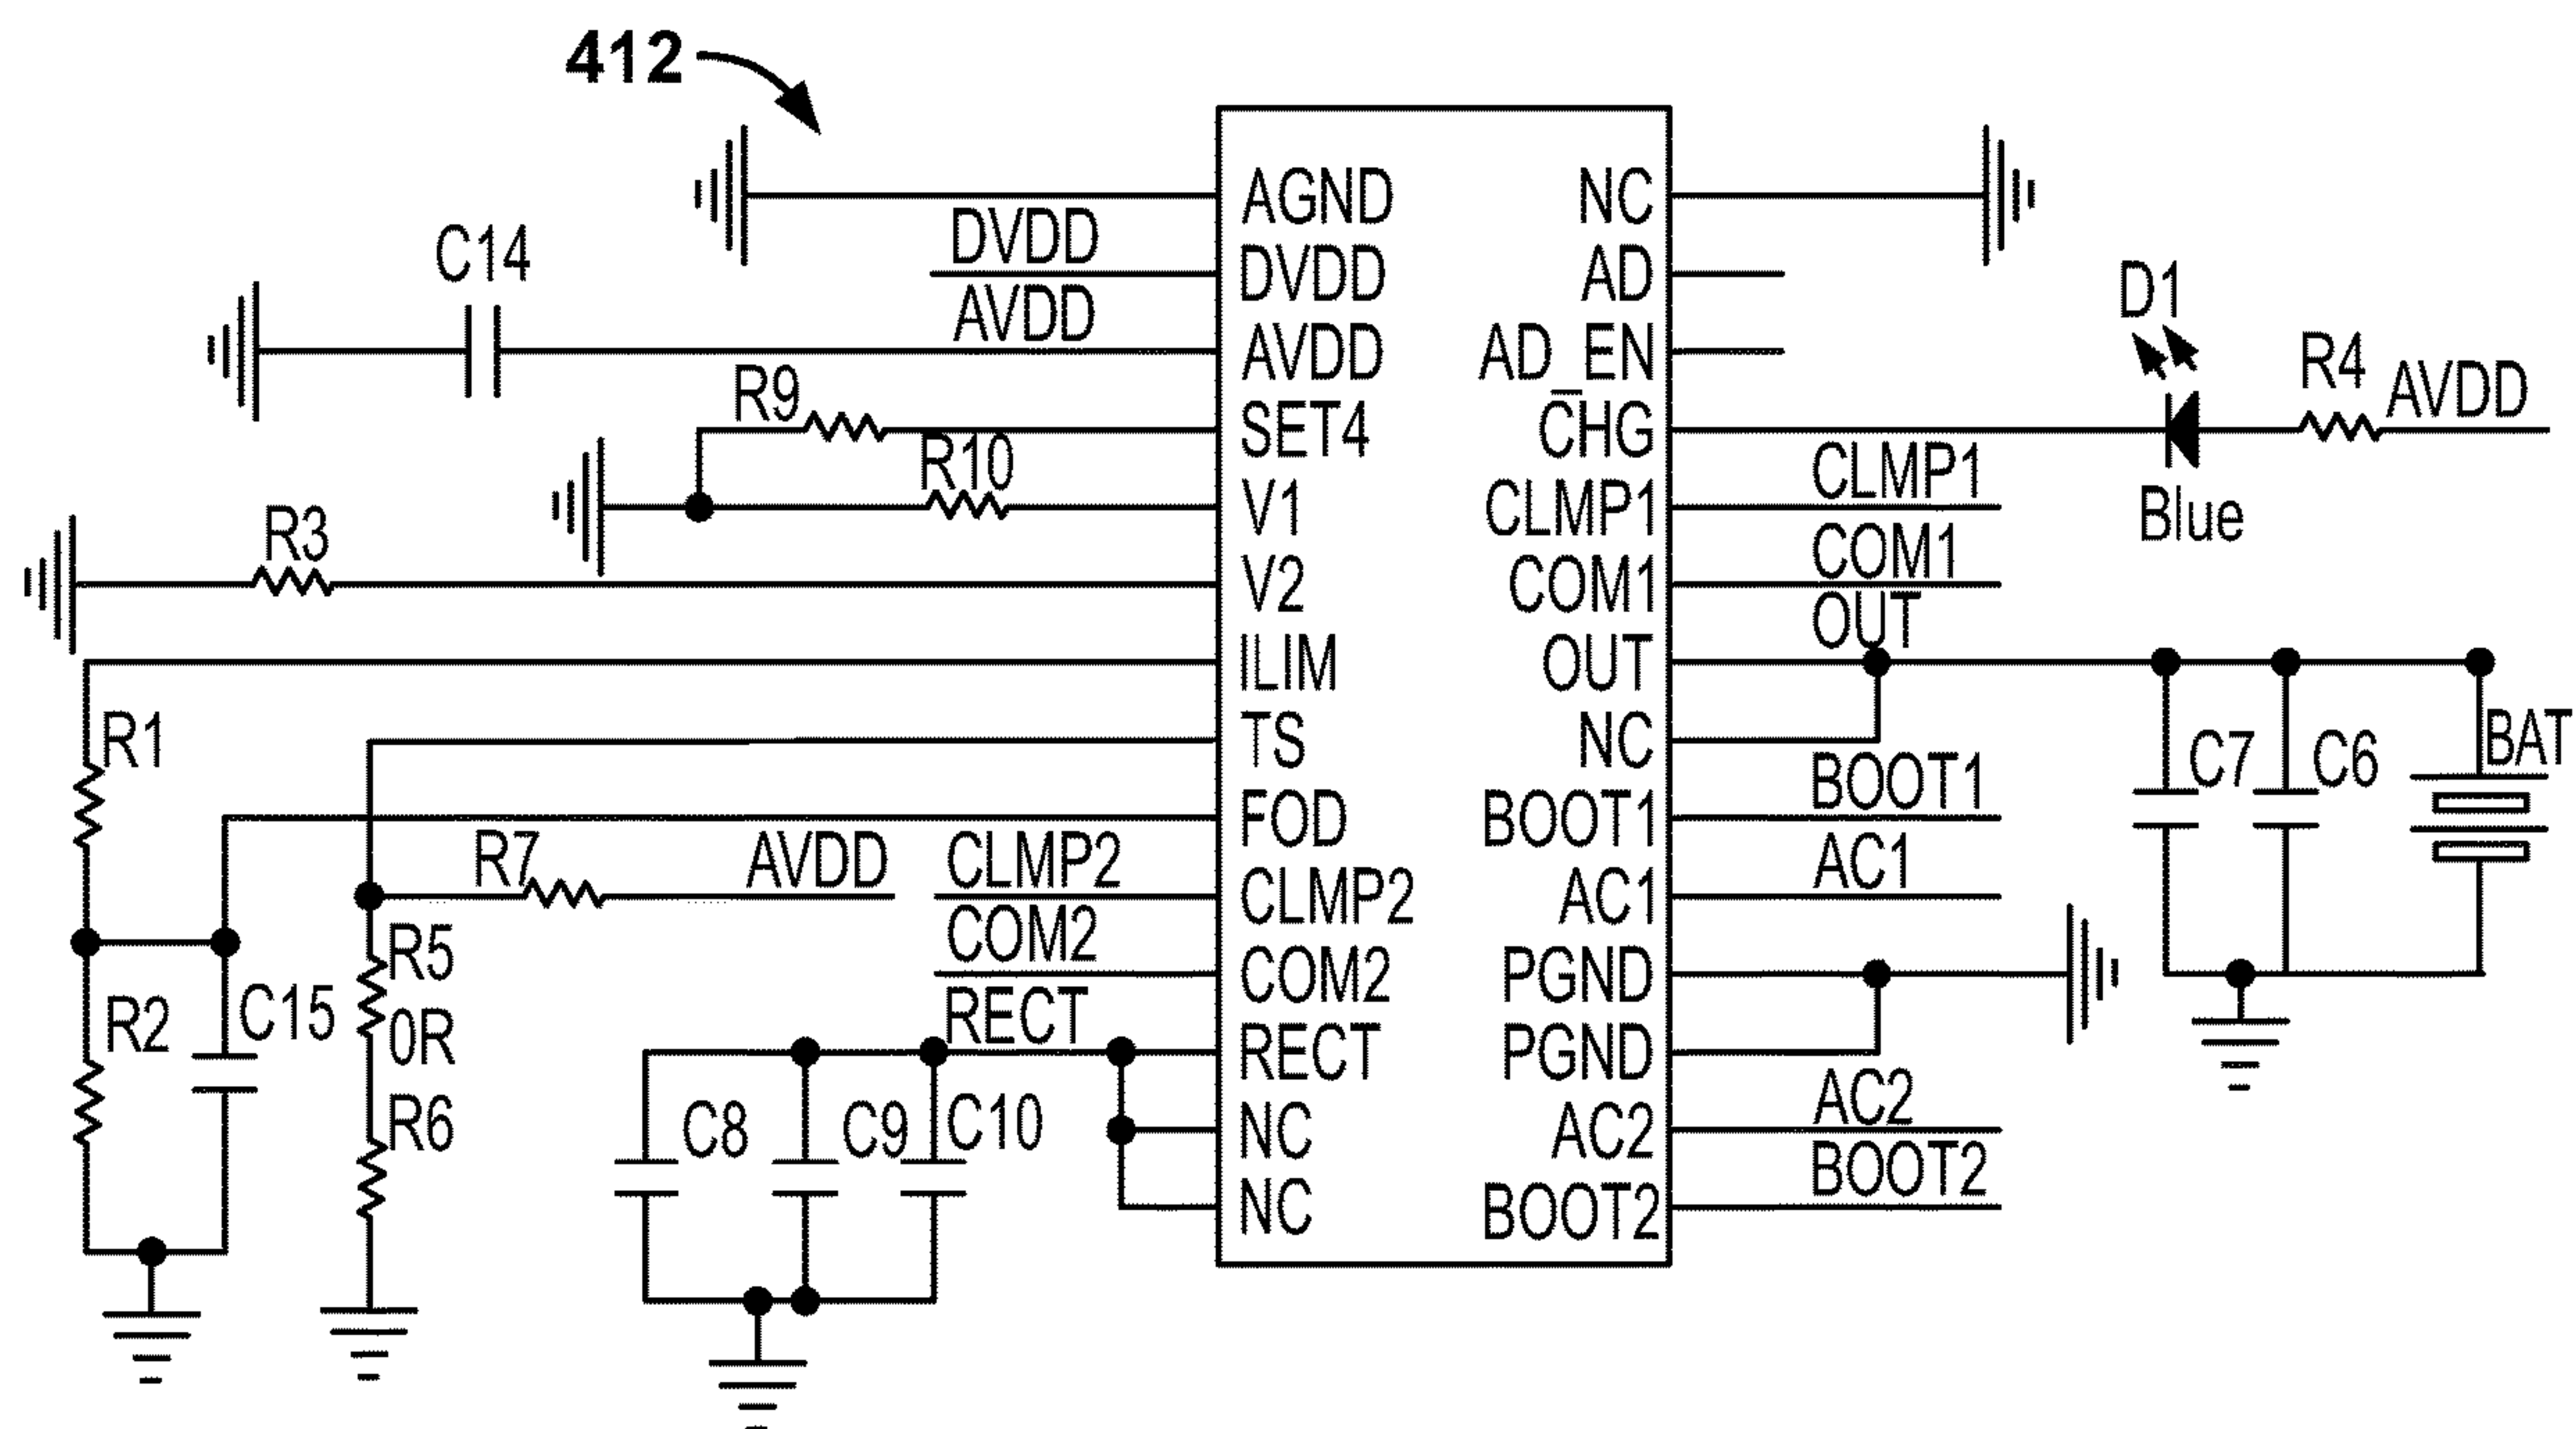 412
AGND
NC
DVDD
DVDD
AD
C14
AVDD
AVDD
AD_EN
D1
R9
SET4
CHG
R4
AVDD
R10
V1
CLMP1
CLMP1
Blue
R3
V2
COM1
COM1
ILIM
OUT
OUT
R1
TS
NC
C7
C6
BAT
FOD
BOOT1
BOOT1
R7
AVDD
CLMP2
CLMP2
AC1
AC1
R5
0R
COM2
COM2
PGND
R2
C15
RECT
RECT
PGND
R6
C8
C9
C10
NC
AC2
AC2
NC
BOOT2
BOOT2